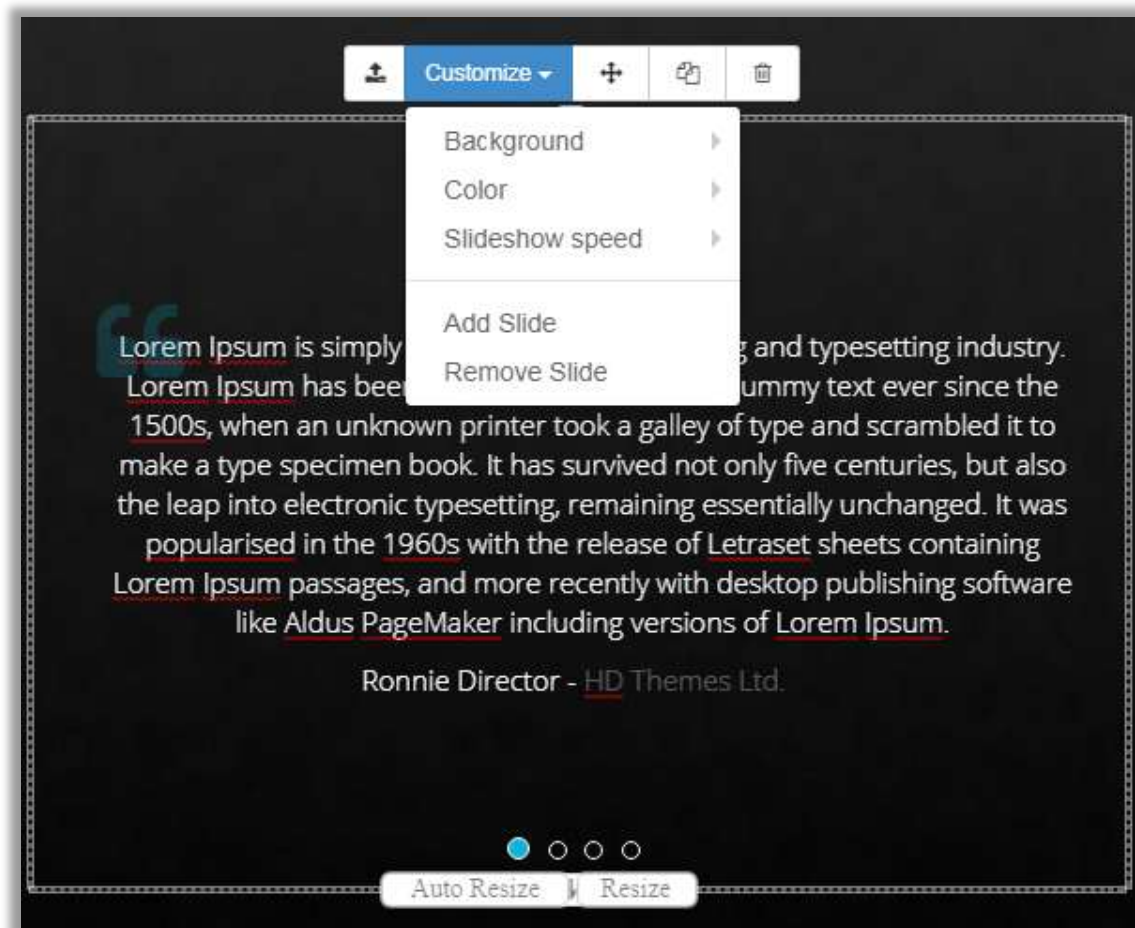 Customize
Background
Color
Slideshow speed
Add Slide
Remove Slide
Lorem Ipsum is simply and typesetting industry.
Lorem Ipsum has been ummy text ever since the
1500s, when an unknown printer took a galley of type and scrambled it to
make a type specimen book. It has survived not only five centuries, but also
the leap into electronic typesetting, remaining essentially unchanged. It was
popularised in the 1960s with the release of Letraset sheets containing
Lorem Ipsum passages, and more recently with desktop publishing software
like Aldus PageMaker including versions of Lorem Ipsum.
Ronnie Director - HD Themes Ltd.
Auto Resize
Resize